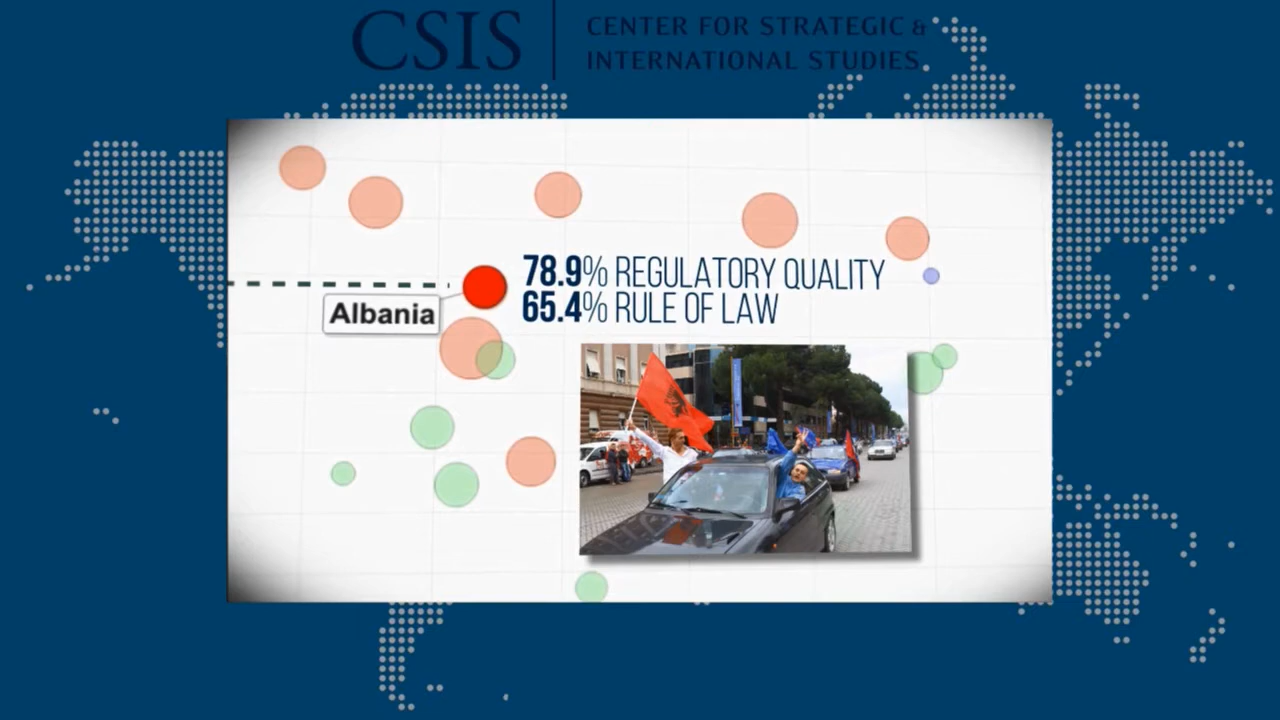 CSIS
CENTER FOR STRATEGIC &
INTERNATIONAL STUDIES
78.9% REGULATORY QUALITY
65.4% RULE OF LAW
Albania